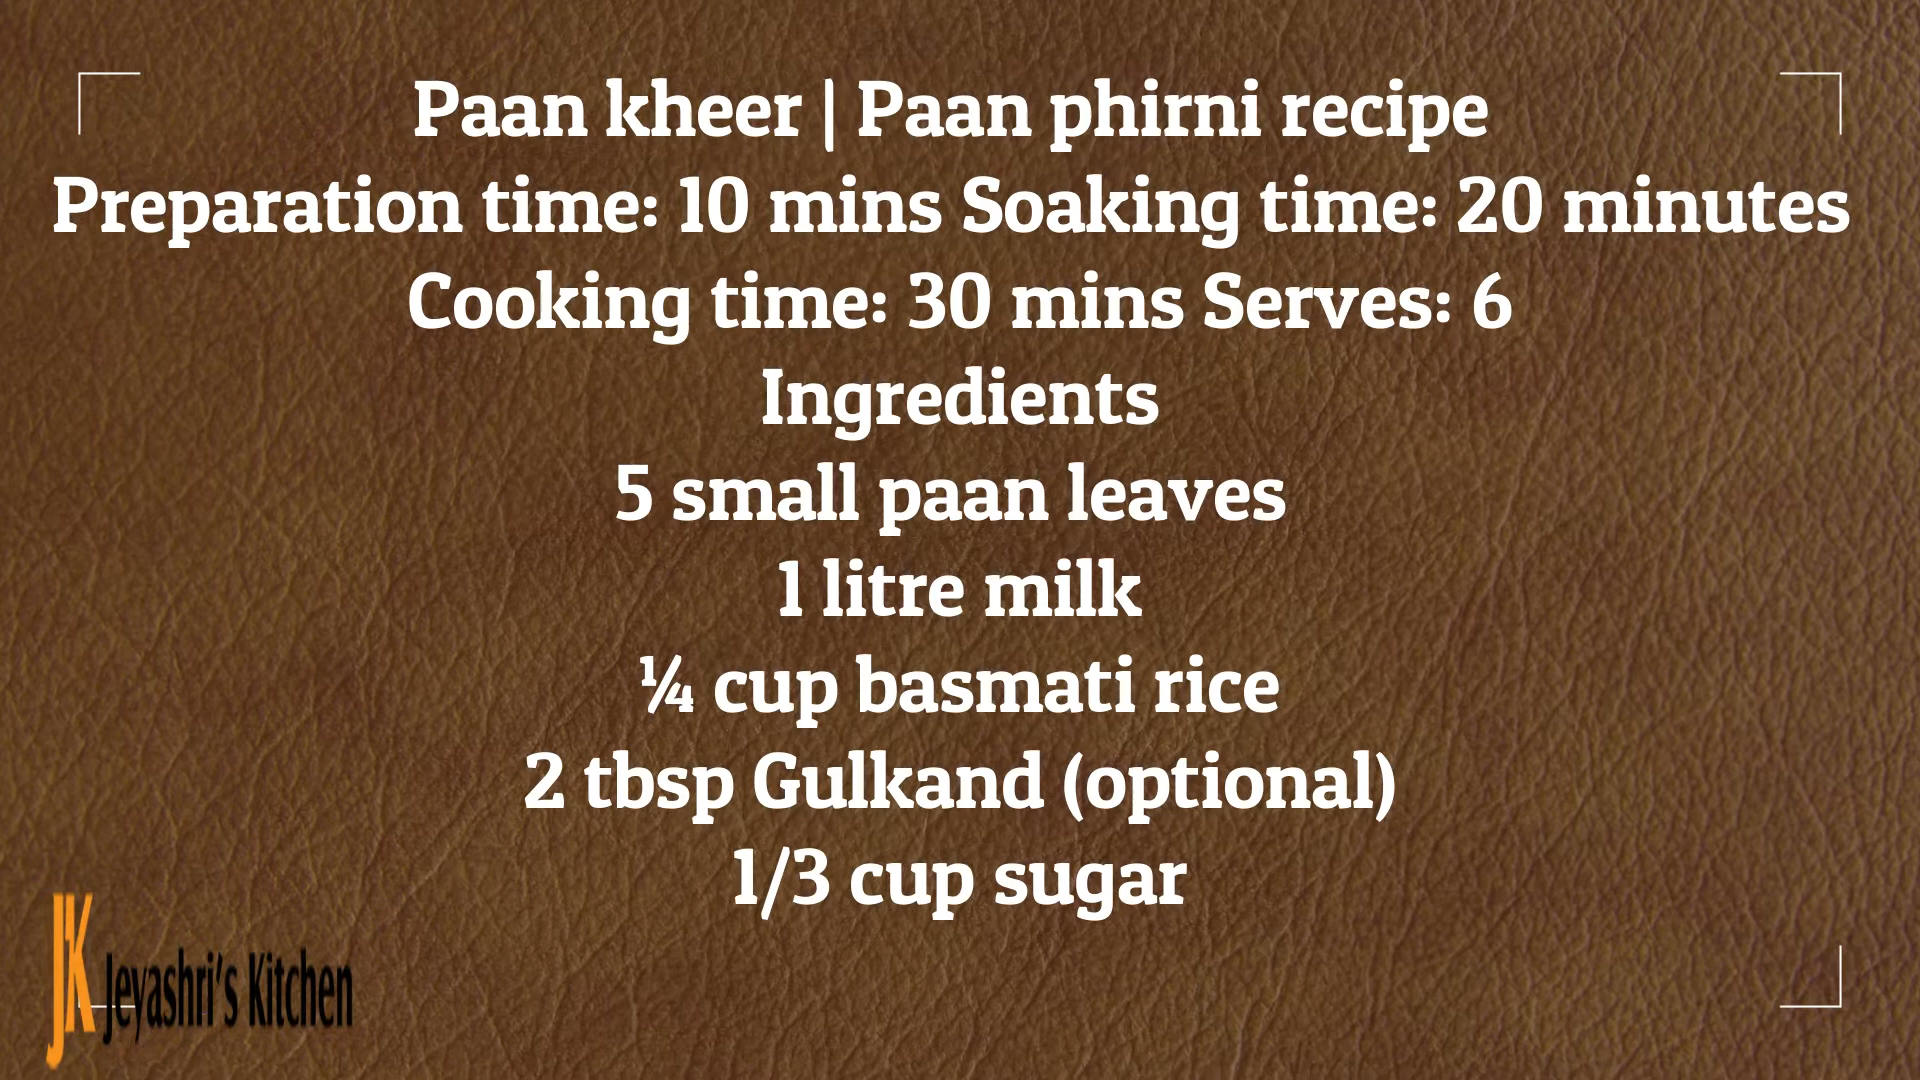 Paan kheer | Paan phirni recipe
Preparation time: 10 mins Soaking time: 20 minutes
Cooking time: 30 mins Serves: 6
Ingredients
5 small paan leaves
1 litre milk
¼ cup basmati rice
2 tbsp Gulkand (optional)
1/3 cup sugar
JK Jeyashri's Kitchen